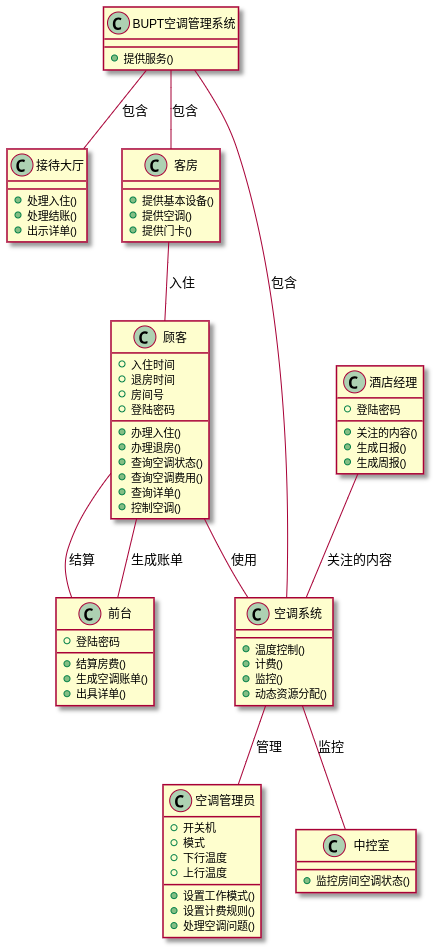 C BUPT空调管理系统
提供服务()
包含
包含
包含
C 接待大厅
处理入住()
处理结账()
出示详单()
C 客房
提供基本设备()
提供空调()
提供门卡()
入住
C 顾客
入住时间
退房时间
房间号
登陆密码
办理入住()
办理退房()
查询空调状态()
查询空调费用()
查询详单()
控制空调()
C 酒店经理
登陆密码
关注的内容()
生成日报()
生成周报()
结算
生成账单
使用
关注的内容
C 前台
登陆密码
结算房费()
生成空调账单()
出具详单()
C 空调系统
温度控制()
计费()
监控()
动态资源分配()
管理
监控
C 空调管理员
开关机
模式
下行温度
上行温度
设置工作模式()
设置计费规则()
处理空调问题()
C 中控室
监控房间空调状态()